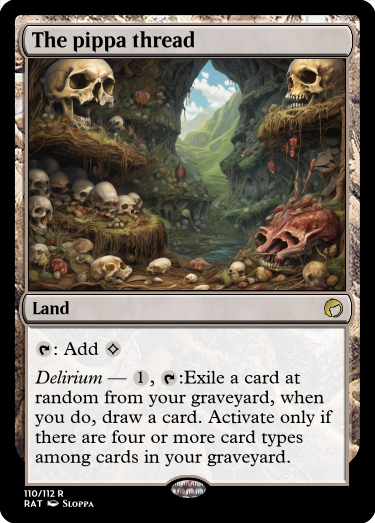 The pippa thread
Land
: Add
Delirium — 1 , :Exile a card at
random from your graveyard, when
you do, draw a card. Activate only if
there are four or more card types
among cards in your graveyard.
110/112 R
RAT Sloppa